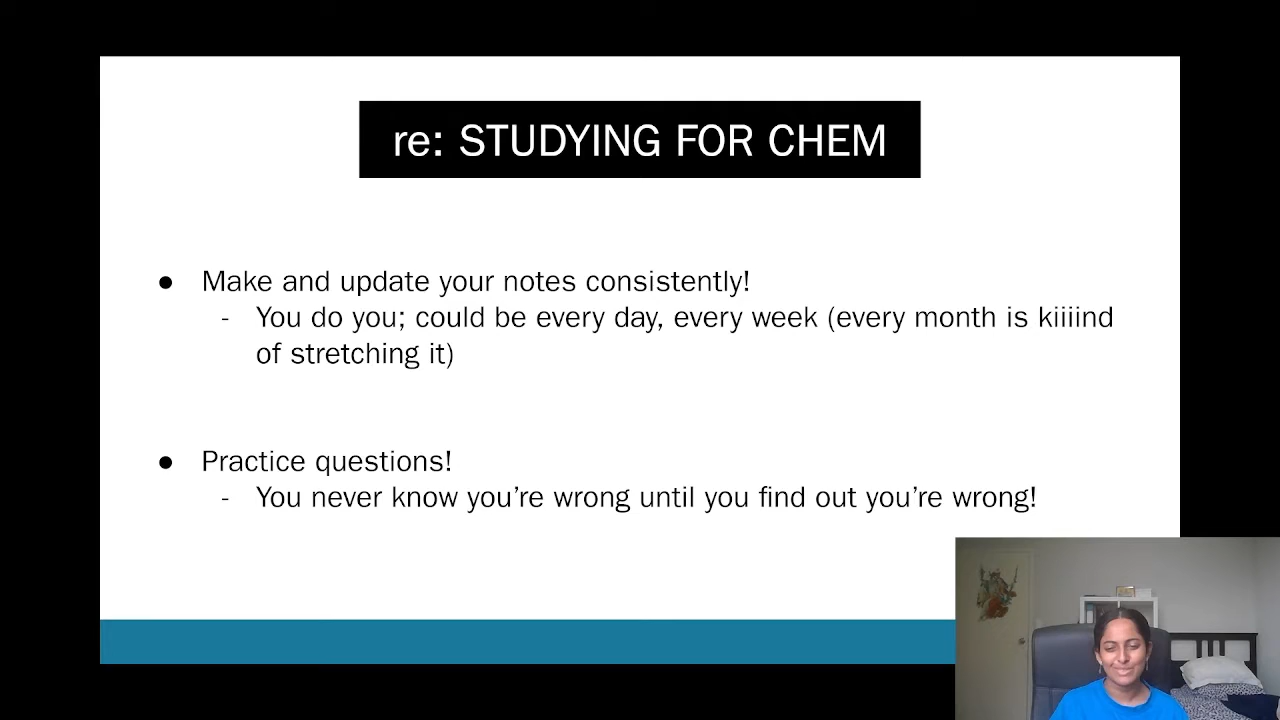 re: STUDYING FOR CHEM
● Make and update your notes consistently!
- You do you; could be every day, every week (every month is kiiiind
of stretching it)
● Practice questions!
- You never know you’re wrong until you find out you’re wrong!